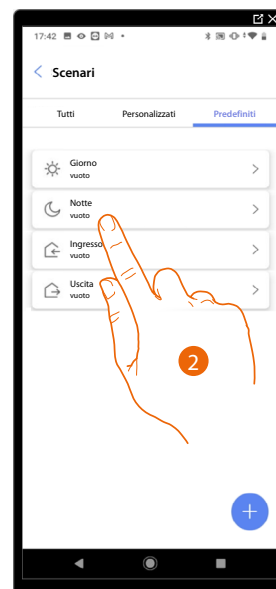 17:42
Scenari
Tutti Personalizzati Predefiniti
Giorno
vuoto
Notte
vuoto
Ingresso
vuoto
Uscita
vuoto
2